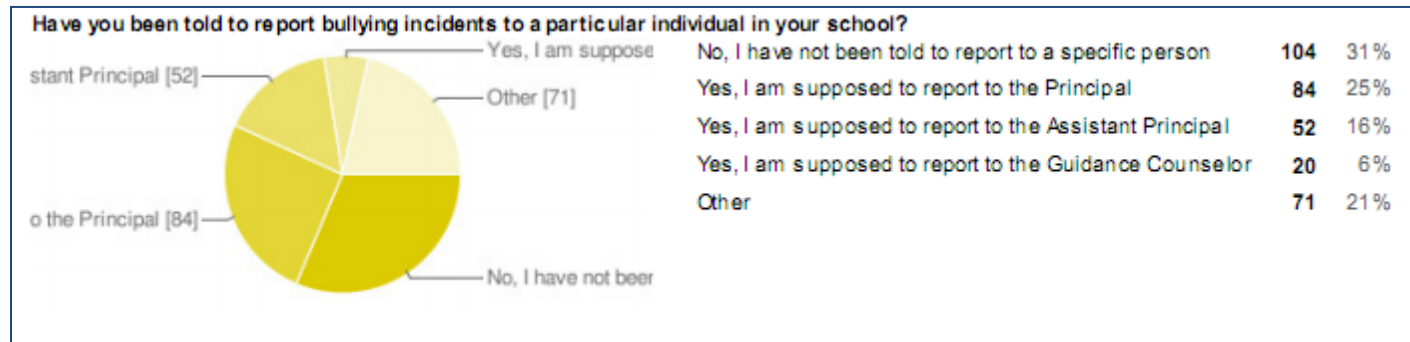 Have you been told to report bullying incidents to a particular individual in your school?
Yes, I am suppose
stant Principal [52]
Other [71]
o the Principal [84]
No, I have not beer
No, I have not been told to report to a specific person 104 31%
Yes, I am supposed to report to the Principal 84 25%
Yes, I am supposed to report to the Assistant Principal 52 16%
Yes, I am supposed to report to the Guidance Counselor 20 6%
Other 71 21%